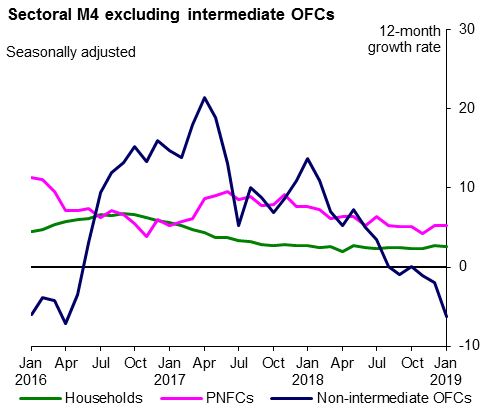 Sectoral M4 excluding intermediate OFCs
Seasonally adjusted
12-month
growth rate
30
20
10
0
-10
Jan Apr Jul Oct Jan Apr Jul Oct Jan Apr Jul Oct Jan
2016 2017 2018 2019
Households PNFCs Non-intermediate OFCs